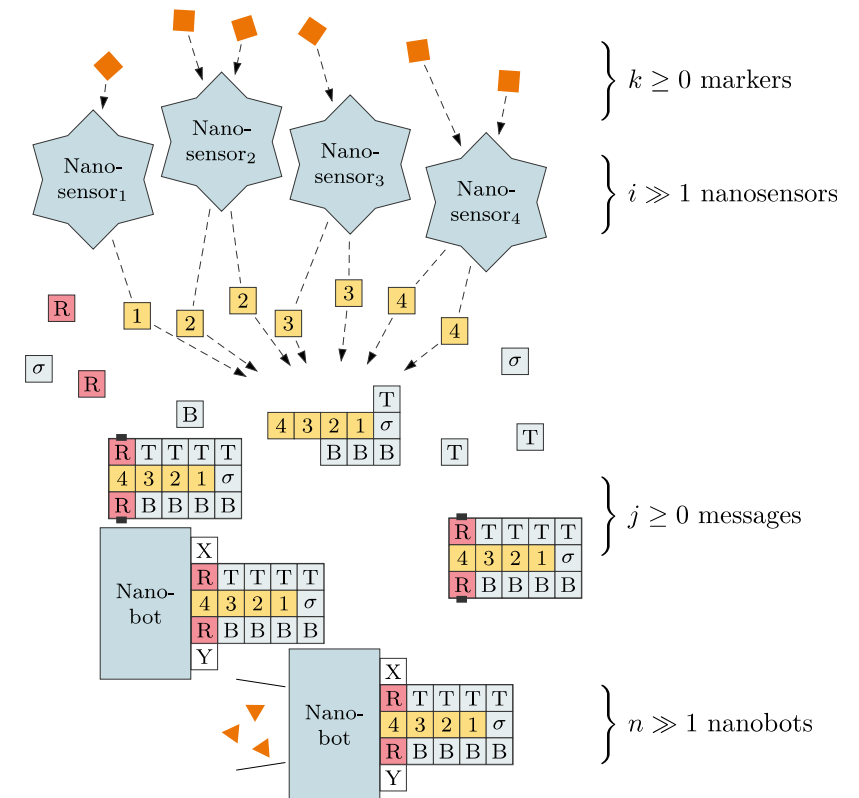 k ≥ 0 markers
Nano-
sensor₁
Nano-
sensor₂
Nano-
sensor₃
Nano-
sensor₄
i ≫ 1 nanosensors
R
1
2
2
3
3
4
4
σ
R
B
σ
T
T
T
4 3 2 1 σ
B B B
R T T T T
4 3 2 1 σ
R B B B B
j ≥ 0 messages
R T T T T
4 3 2 1 σ
R B B B B
Nano-
bot
X
R T T T T
4 3 2 1 σ
R B B B B
Y
Nano-
bot
X
R T T T T
4 3 2 1 σ
R B B B B
Y
n ≫ 1 nanobots